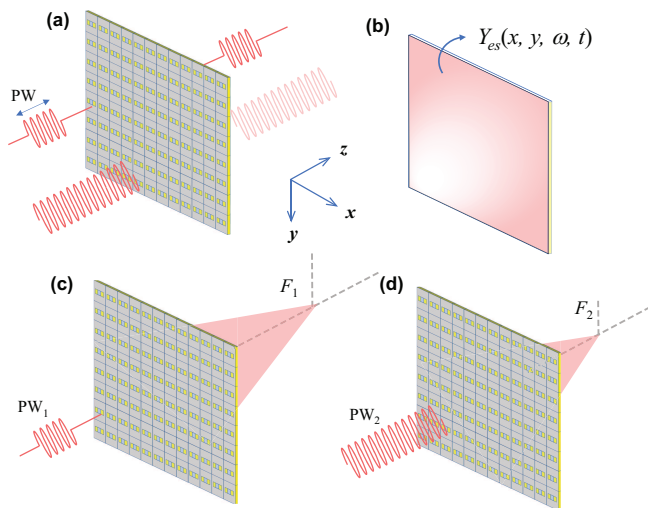 (a)
PW
z
x
y
(b)
Yes(x, y, ω, t)
(c)
F1
PW1
(d)
F2
PW2